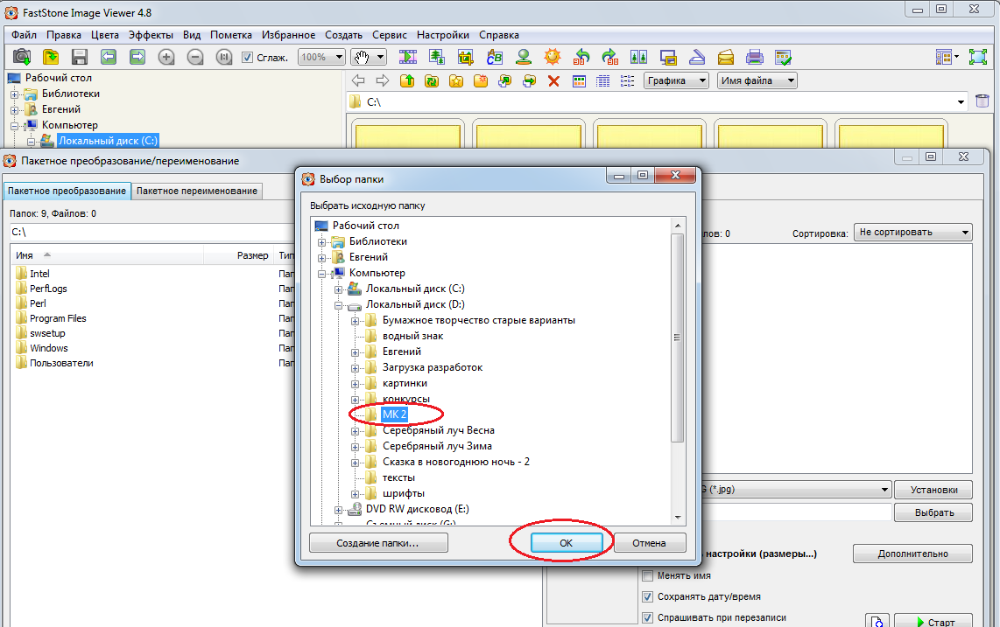 FastStone Image Viewer 4.8
Файл Правка Цвета Эффекты Вид Пометка Избранное Создать Сервис Настройки Справка
Сглаж. 100%
Рабочий стол
Библиотеки
Евгений
Компьютер
Локальный диск (C:)
Графика Имя файла
C:\
Пакетное преобразование/переименование
Пакетное преобразование Пакетное переименование
Папок: 9, Файлов: 0
C:\
Имя Размер Тип
Intel Пап
PerfLogs Пап
Perl Пап
Program Files Пап
swsetup Пап
Windows Пап
Пользователи Пап
Выбор папки
Выбрать исходную папку
Рабочий стол
Библиотеки
Евгений
Компьютер
Локальный диск (C:)
Локальный диск (D:)
Бумажное творчество старые варианты
водный знак
Евгений
Загрузка разработок
картинки
конкурсы
МК 2
Серебряный луч Весна
Серебряный луч Зима
Сказка в новогоднюю ночь - 2
тексты
шрифты
DVD RW дисковод (E:)
Съемный диск (G:)
Создание папки... OK Отмена
лов: 0 Сортировка: Не сортировать
G (*.jpg) Установки
Выбрать
настройки (размеры...) Дополнительно
Менять имя
Сохранять дату/время
Спрашивать при перезаписи
Старт